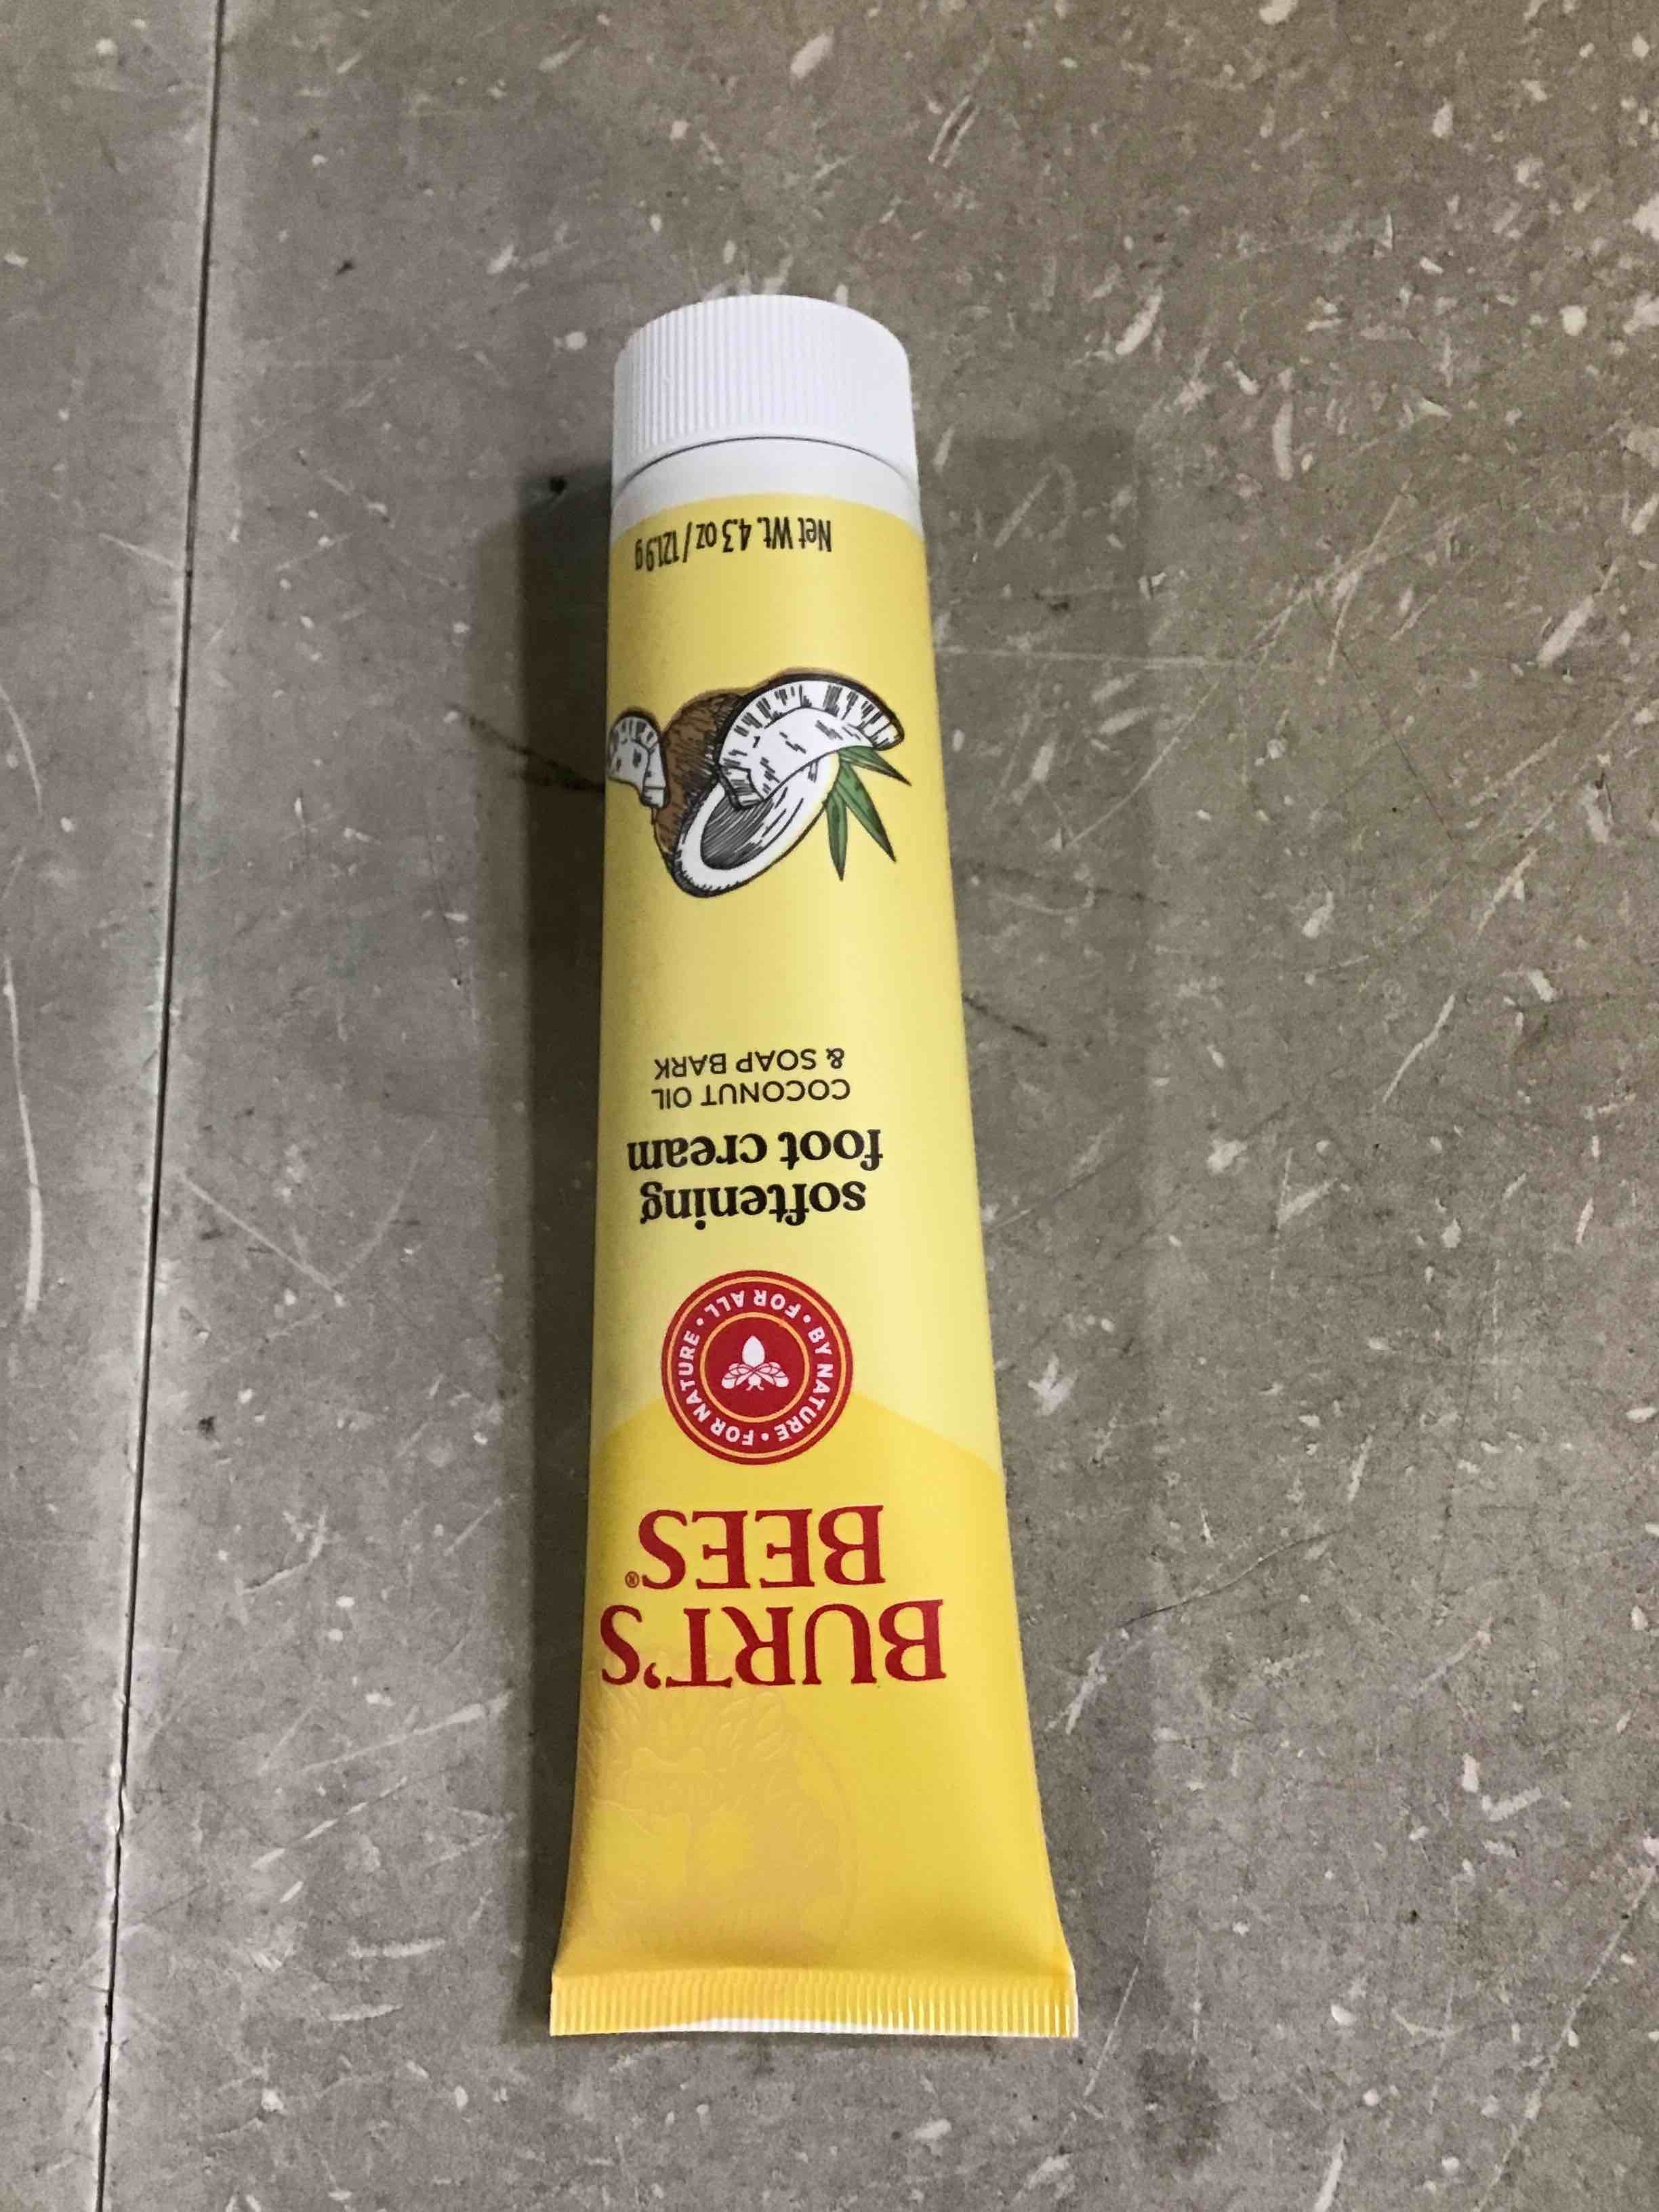 BURT'S
BEES®
BY NATURE • FOR NATURE • FOR ALL •
softening
foot cream
COCONUT OIL
& SOAP BARK
Net Wt. 4.3 oz / 121.9 g